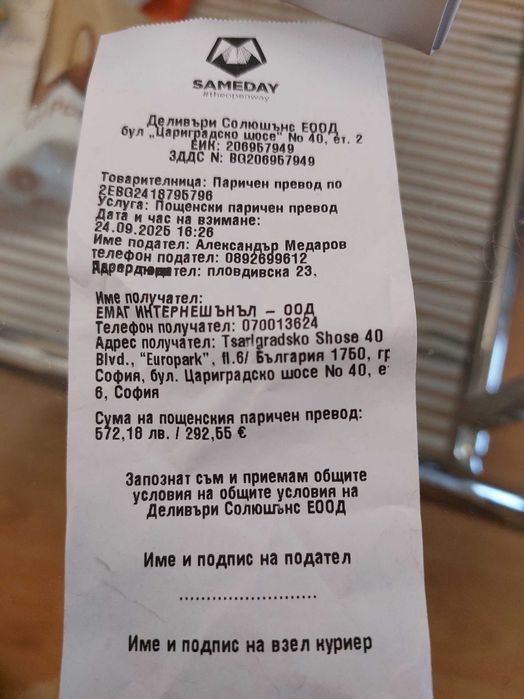 SAMEDAY
#theopenway
Деливъри Солюшънс ЕООД
бул „Цариградско шосе" No 40, ет. 2
ЕИК: 206957949
ЗДДС N: BG206957949
Товарителница: Паричен превод по
2EBG2418795796
Услуга: Пощенски паричен превод
Дата и час на взимане:
24.09.2025 16:26
Име подател: Александър Медаров
телефон подател: 0892699612
пловдивска 23,
Име получател:
ЕМАГ ИНТЕРНЕШЪНЪЛ – ООД
Телефон получател: 070013624
Адрес получател: Tsarigradsko Shose 40
Blvd., "Europark", fl.6/ България 1750, гр
София, бул. Цариградско шосе No 40, е
6, София
Сума на пощенския паричен превод:
572,18 лв. / 292,55 €
Запознат съм и приемам общите
условия на общите условия на
Деливъри Солюшънс ЕООД
Име и подпис на подател
.........................
Име и подпис на взел куриер